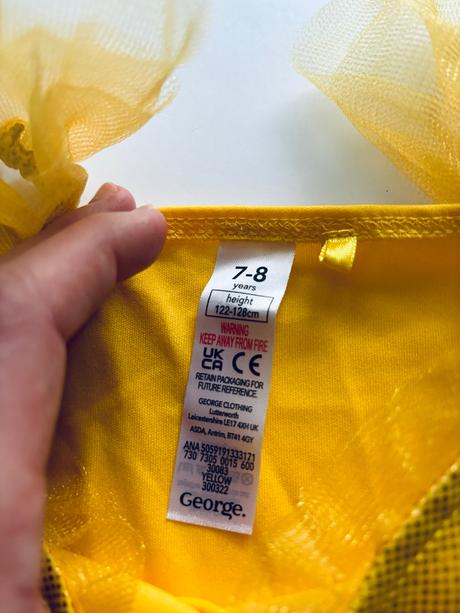 7-8
years
height
122-128cm
WARNING
KEEP AWAY FROM FIRE
UK
CA CE
RETAIN PACKAGING FOR
FUTURE REFERENCE.
GEORGE CLOTHING
Lutterworth
Leicestershire LE17 4XH UK
ASDA, Antrim, BT41 4GY
ANA 5059191333171
730 7305 0015 600
30083
YELLOW
300322
George.